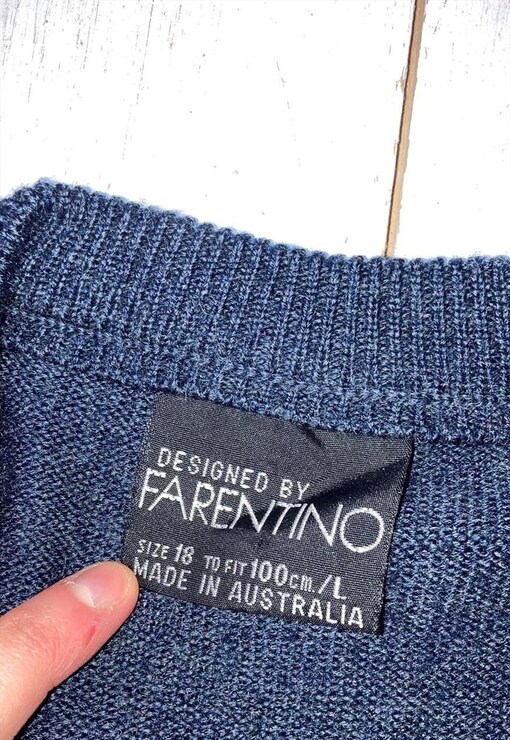 DESIGNED BY
FARENTINO
SIZE 18 TO FIT 100cm./L
MADE IN AUSTRALIA